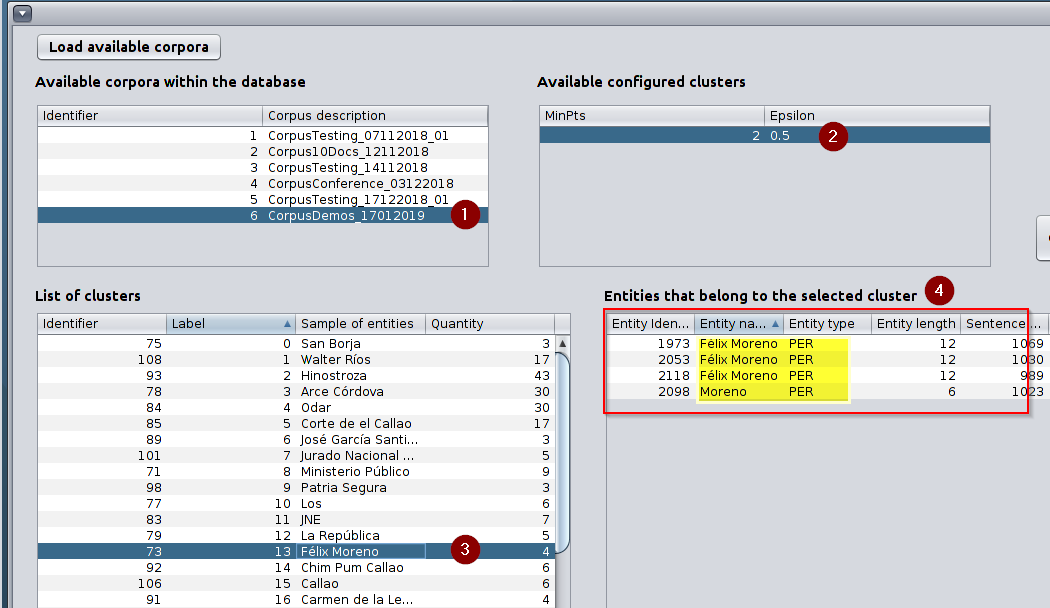 Load available corpora
Available corpora within the database
Identifier Corpus description
1 CorpusTesting_07112018_01
2 Corpus10Docs_12112018
3 CorpusTesting_14112018
4 CorpusConference_03122018
5 CorpusTesting_17122018_01
6 CorpusDemos_17012019 1
Available configured clusters
MinPts Epsilon
2 0.5 2
List of clusters
Identifier Label Sample of entities Quantity
75 0 San Borja 3
108 1 Walter Ríos 17
93 2 Hinostroza 43
78 3 Arce Córdova 30
84 4 Odar 30
85 5 Corte de el Callao 17
89 6 José García Santi... 3
101 7 Jurado Nacional ... 5
71 8 Ministerio Público 9
98 9 Patria Segura 3
77 10 Los 6
83 11 JNE 7
79 12 La República 5
73 13 Félix Moreno 3 4
92 14 Chim Pum Callao 6
106 15 Callao 6
91 16 Carmen de la Le... 4
Entities that belong to the selected cluster 4
Entity Iden... Entity na... Entity type Entity length Sentence ...
1973 Félix Moreno PER 12 1069
2053 Félix Moreno PER 12 1030
2118 Félix Moreno PER 12 989
2098 Moreno PER 6 1023